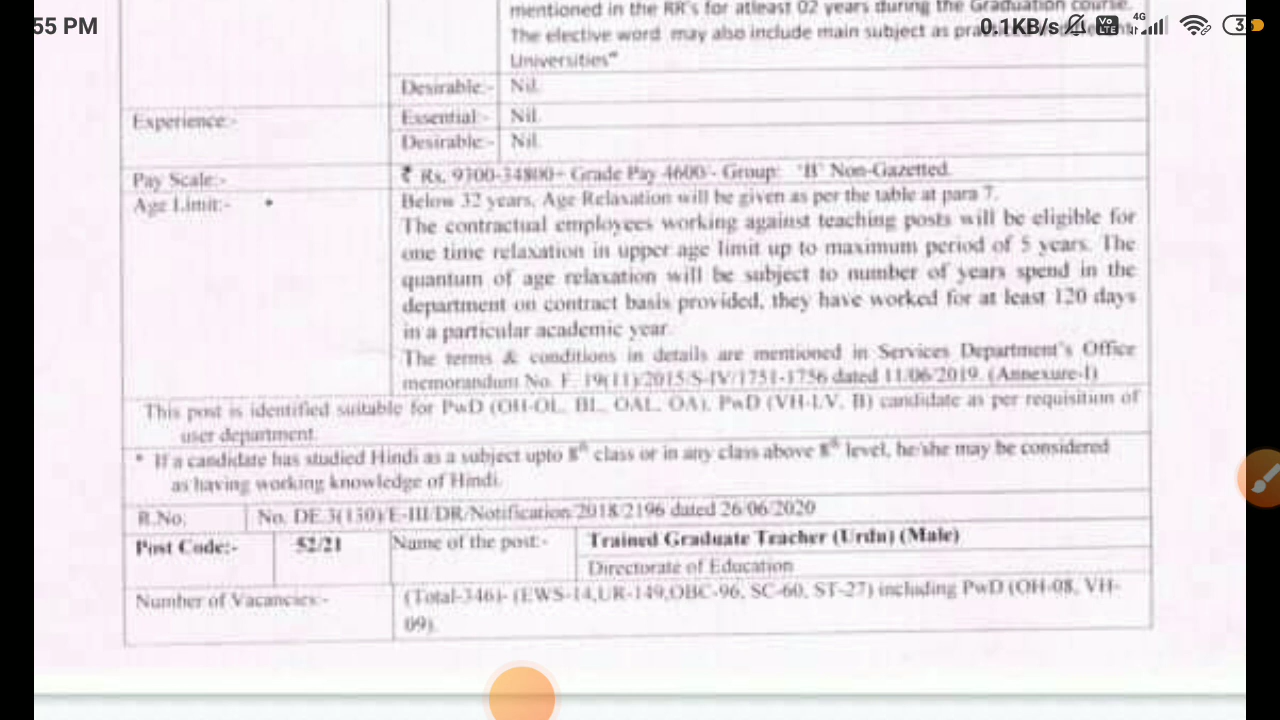 mentioned in the RR's for atleast 02 years during the Graduation course.
:55 PM 0.1KB/s Vo LTE 4G 3
The elective word may also include main subject as
Universities"
Desirable:- Nil.
Experience:- Essential:- Nil.
Desirable:- Nil.
Pay Scale:- ₹ Rs. 9300-34800+ Grade Pay 4600/- Group: 'B' Non-Gazetted.
Age Limit:- Below 32 years, Age Relaxation will be given as per the table at para 7.
The contractual employees working against teaching posts will be eligible for
one time relaxation in upper age limit up to maximum period of 5 years. The
quantum of age relaxation will be subject to number of years spend in the
department on contract basis provided, they have worked for at least 120 days
in a particular academic year.
The terms & conditions in details are mentioned in Services Department's Office
memorandum No. F. 19(11)/2015/S-IV/1751-1756 dated 11/06/2019. (Annexure-I)
This post is identified suitable for PwD (OH-OL, BL, OAL, OA), PwD (VH-LV, B) candidate as per requisition of
user department.
* If a candidate has studied Hindi as a subject upto 8th class or in any class above 8th level, he/she may be considered
as having working knowledge of Hindi.
R.No. No. DE.3(130)/E-III/DR/Notification/2018/2196 dated 26/06/2020
Post Code:- 52/21 Name of the post:- Trained Graduate Teacher (Urdu) (Male)
Directorate of Education
Number of Vacancies:- (Total-346)- (EWS-14,UR-149,OBC-96, SC-60, ST-27) including PwD (OH-08, VH-
09).